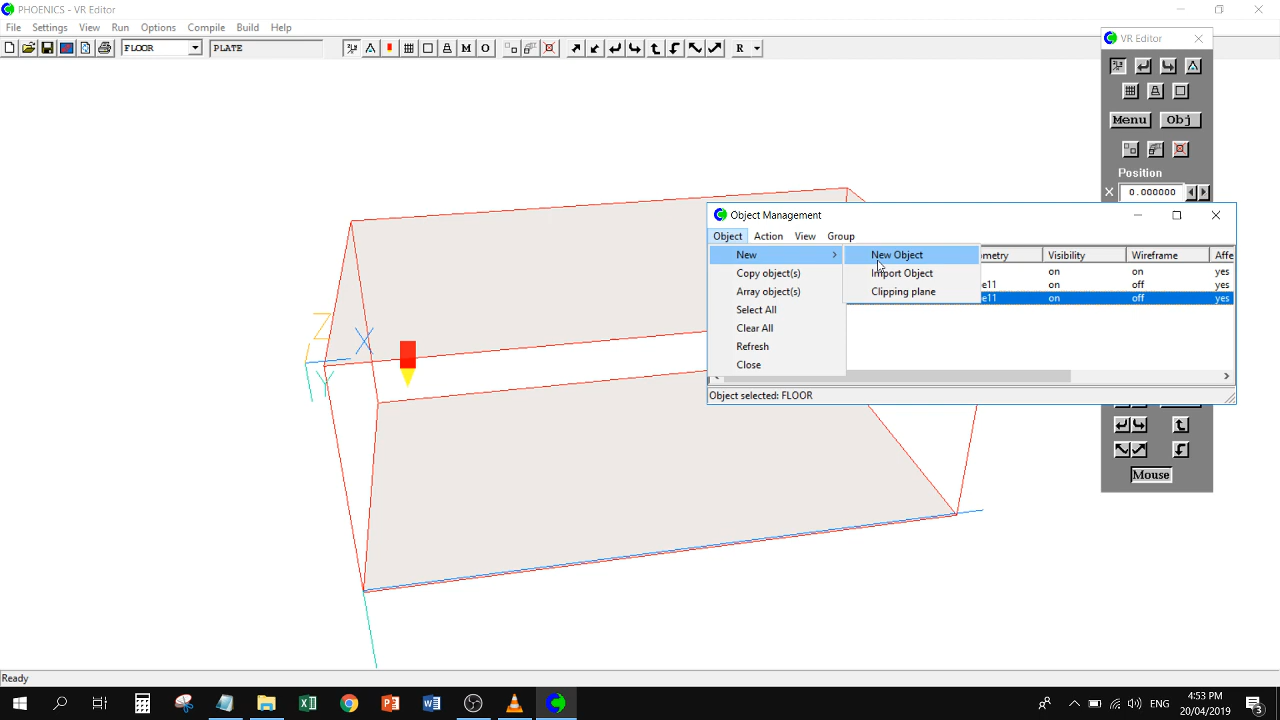 PHOENICS - VR Editor
File Settings View Run Options Compile Build Help
FLOOR PLATE M O R
VR Editor
Menu Obj
Position
X 0.000000
Object Management
Object Action View Group
New New Object
Copy object(s) Import Object
Array object(s) Clipping plane
Select All
Clear All
Refresh
Close
Visibility Wireframe Affe
on on yes
on off yes
on off yes
Object selected: FLOOR
Z
X
Y
Mouse
Ready
ENG
4:53 PM
20/04/2019
3